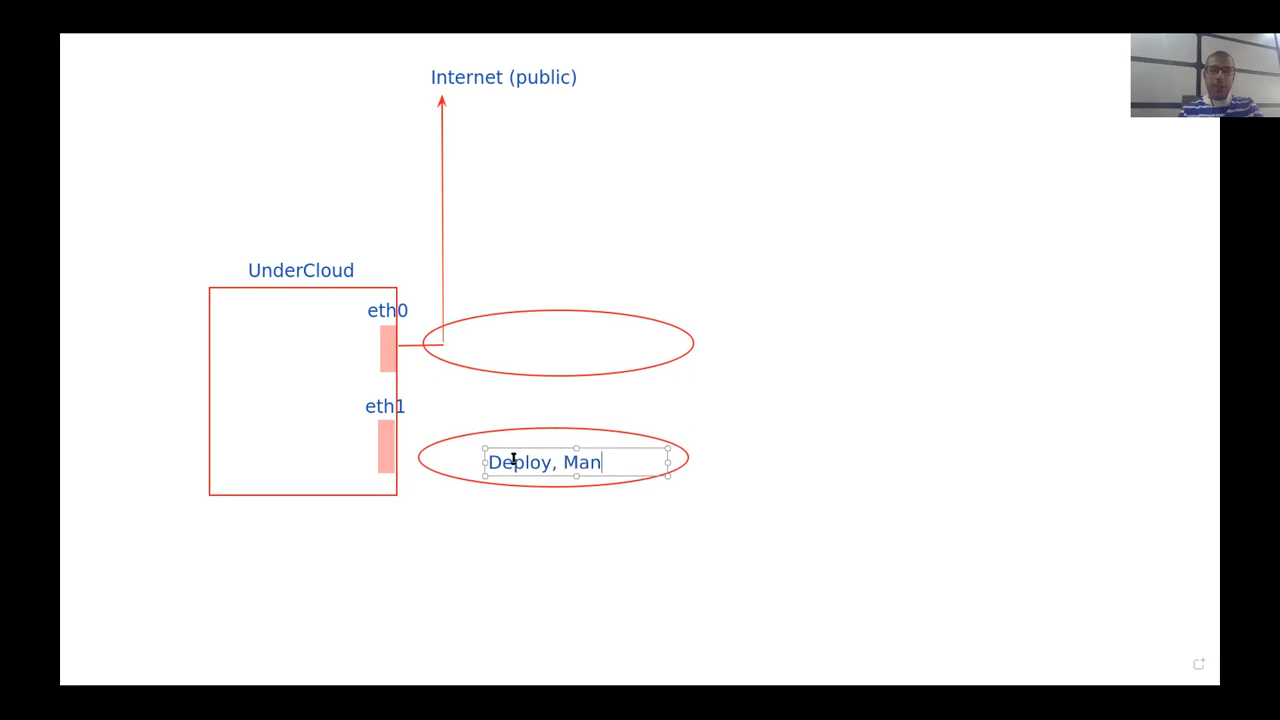 Internet (public)
UnderCloud
eth0
eth1
Deploy, Man